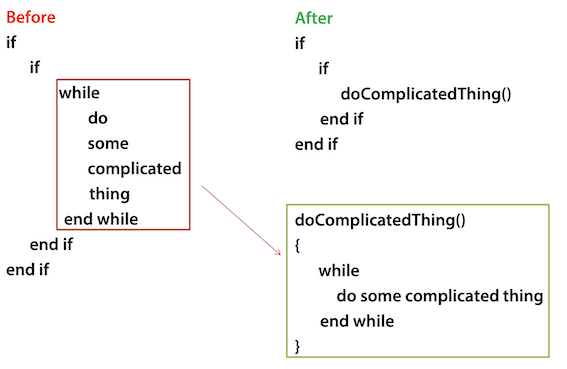 Before
if
if
while
do
some
complicated
thing
end while
end if
end if
After
if
if
doComplicatedThing()
end if
end if
doComplicatedThing()
{
while
do some complicated thing
end while
}